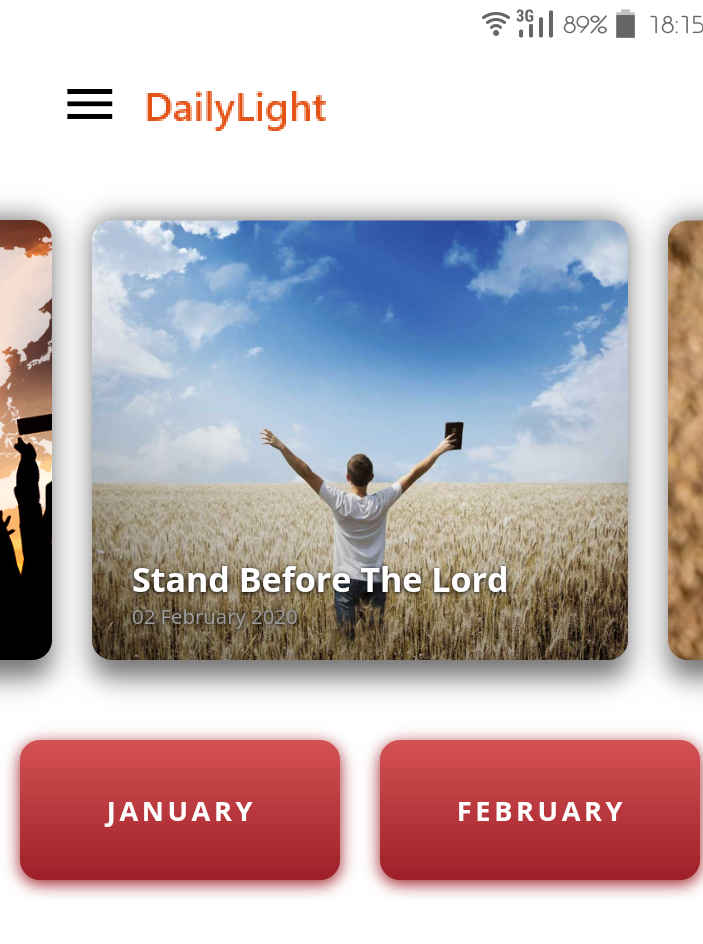 3G 89% 18:15
DailyLight
Stand Before The Lord
02 February 2020
JANUARY
FEBRUARY